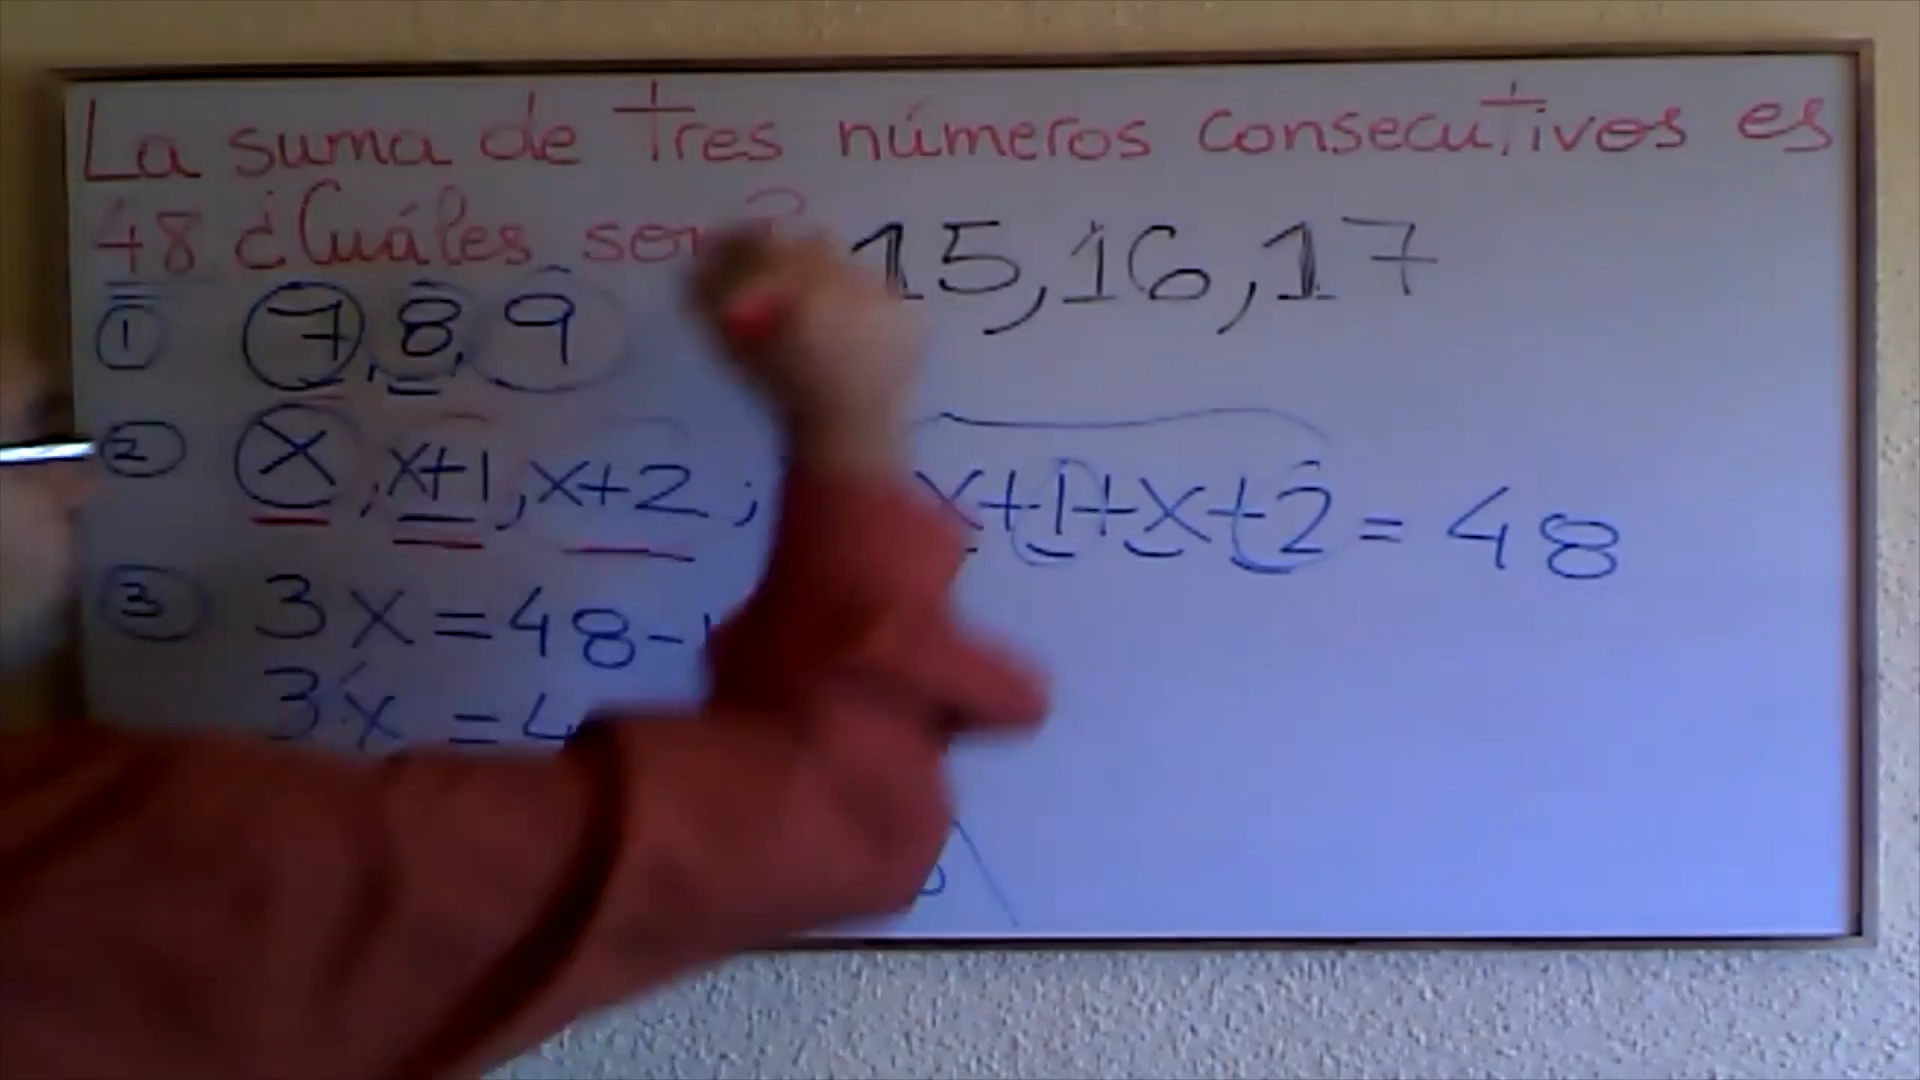 La suma de tres números consecutivos es
48 ¿Cuáles son? 15, 16, 17
① 7, 8, 9
② x, x+1, x+2; x+1+x+2 = 48
③ 3x = 48 -
3x = 4